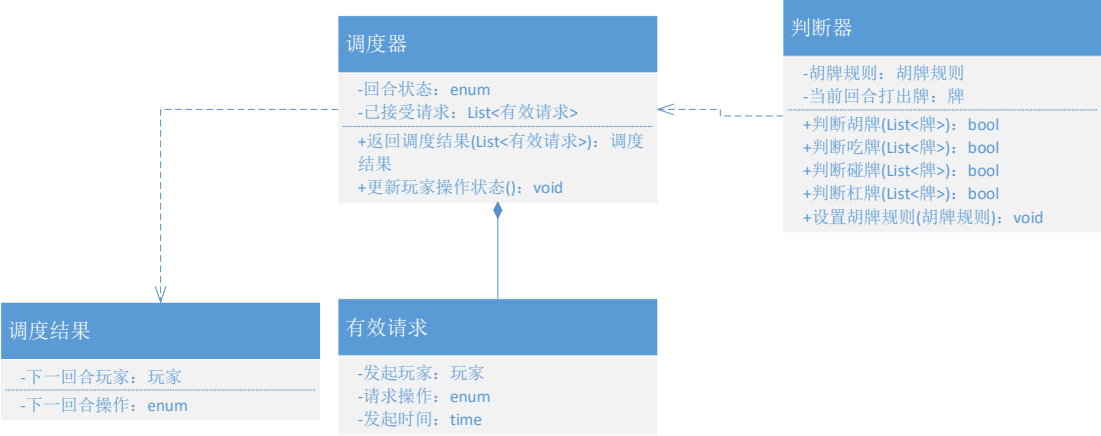 调度器
-回合状态：enum
-已接受请求：List<有效请求>
+返回调度结果(List<有效请求>)：调度
结果
+更新玩家操作状态()：void
判断器
-胡牌规则：胡牌规则
-当前回合打出牌：牌
+判断胡牌(List<牌>)：bool
+判断吃牌(List<牌>)：bool
+判断碰牌(List<牌>)：bool
+判断杠牌(List<牌>)：bool
+设置胡牌规则(胡牌规则)：void
调度结果
-下一回合玩家：玩家
-下一回合操作：enum
有效请求
-发起玩家：玩家
-请求操作：enum
-发起时间：time